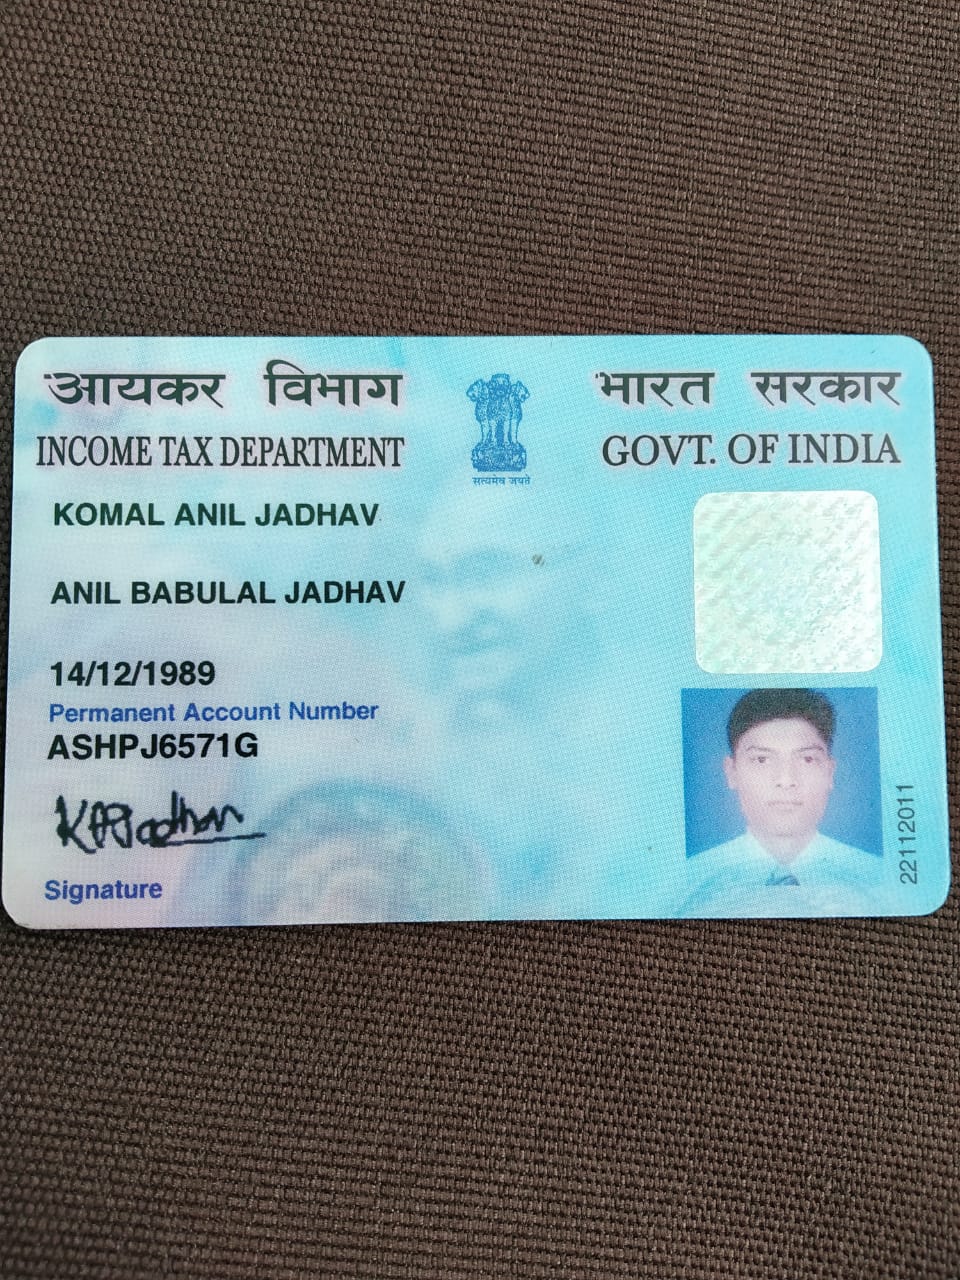 आयकर विभाग
INCOME TAX DEPARTMENT
सत्यमेव जयते
भारत सरकार
GOVT. OF INDIA
KOMAL ANIL JADHAV
ANIL BABULAL JADHAV
14/12/1989
Permanent Account Number
ASHPJ6571G
KAJadhav
Signature
22112011